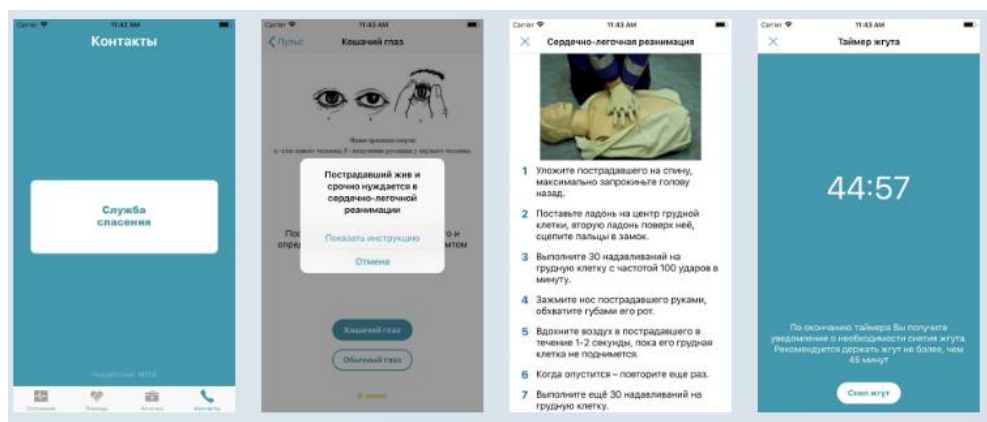 Carrier
11:42 AM
Контакты
Служба
спасения
Контакты
Carrier
11:43 AM
Пульс
Кошачий глаз
Пострадавший жив и
срочно нуждается в
сердечно-легочной
реанимации
Показать инструкцию
Отмена
Кошачий глаз
Обычный глаз
В меню
Carrier
11:43 AM
Сердечно-легочная реанимация
1 Уложите пострадавшего на спину,
максимально запрокиньте голову
назад.
2 Поставьте ладонь на центр грудной
клетки, вторую ладонь поверх неё,
сцепите пальцы в замок.
3 Выполните 30 надавливаний на
грудную клетку с частотой 100 ударов в
минуту.
4 Зажмите нос пострадавшего руками,
обхватите губами его рот.
5 Вдохните воздух в пострадавшего в
течение 1-2 секунды, пока его грудная
клетка не поднимется.
6 Когда опустится – повторите еще раз.
7 Выполните ещё 30 надавливаний на
грудную клетку.
Carrier
11:43 AM
Таймер жгута
44:57
По окончанию таймера Вы получите
уведомление о необходимости снятия жгута.
Рекомендуется держать жгут не более, чем
45 минут
Снял жгут